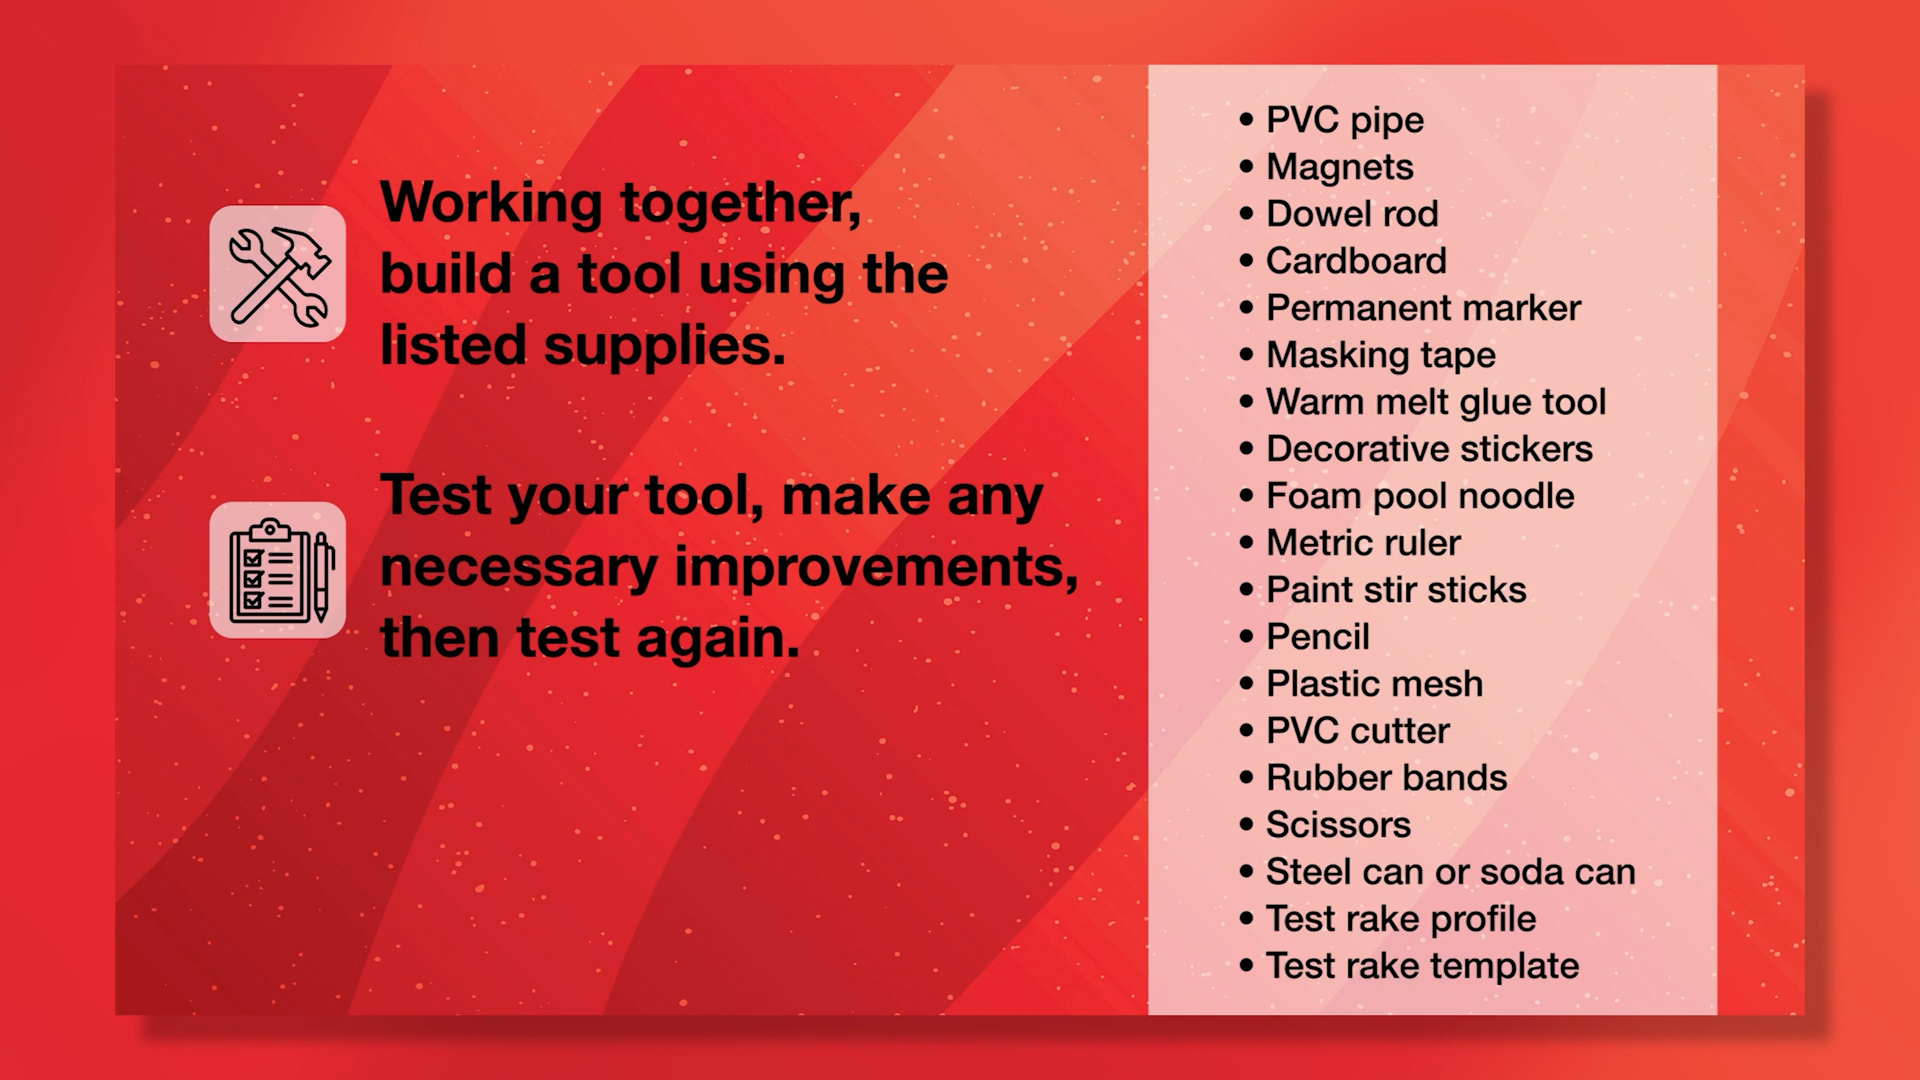 Working together,
build a tool using the
listed supplies.
Test your tool, make any
necessary improvements,
then test again.
• PVC pipe
• Magnets
• Dowel rod
• Cardboard
• Permanent marker
• Masking tape
• Warm melt glue tool
• Decorative stickers
• Foam pool noodle
• Metric ruler
• Paint stir sticks
• Pencil
• Plastic mesh
• PVC cutter
• Rubber bands
• Scissors
• Steel can or soda can
• Test rake profile
• Test rake template